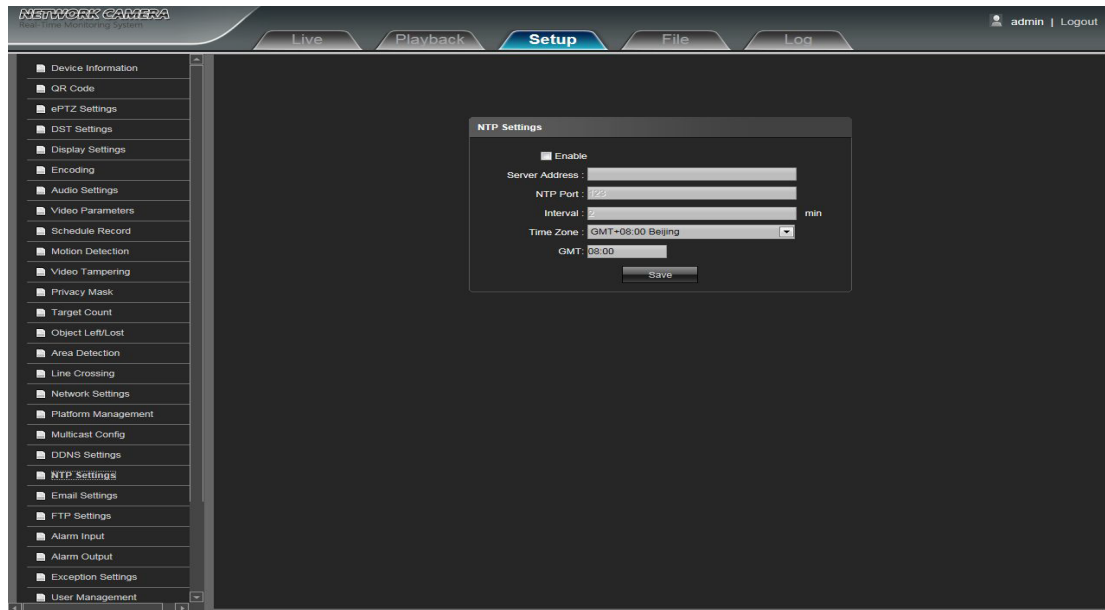 NETWORK CAMERA
Real-Time Monitoring System
admin | Logout
Live
Playback
Setup
File
Log
Device Information
QR Code
ePTZ Settings
DST Settings
Display Settings
Encoding
Audio Settings
Video Parameters
Schedule Record
Motion Detection
Video Tampering
Privacy Mask
Target Count
Object Left/Lost
Area Detection
Line Crossing
Network Settings
Platform Management
Multicast Config
DDNS Settings
NTP Settings
Email Settings
FTP Settings
Alarm Input
Alarm Output
Exception Settings
User Management
NTP Settings
Enable
Server Address :
NTP Port : 123
Interval : 2 min
Time Zone : GMT+08:00 Beijing
GMT: 08:00
Save